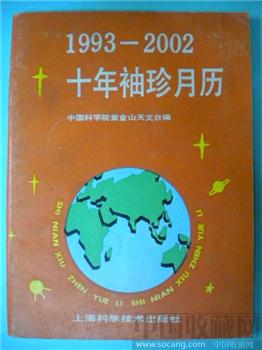 1993－2002
十年袖珍月历
中国科学院紫金山天文台編
SHI NIAN XIU ZHEN YUE LI SHI NIAN XIU ZHEN YUE LI
上海科学技术出版社
中国收藏网
www.socang.com